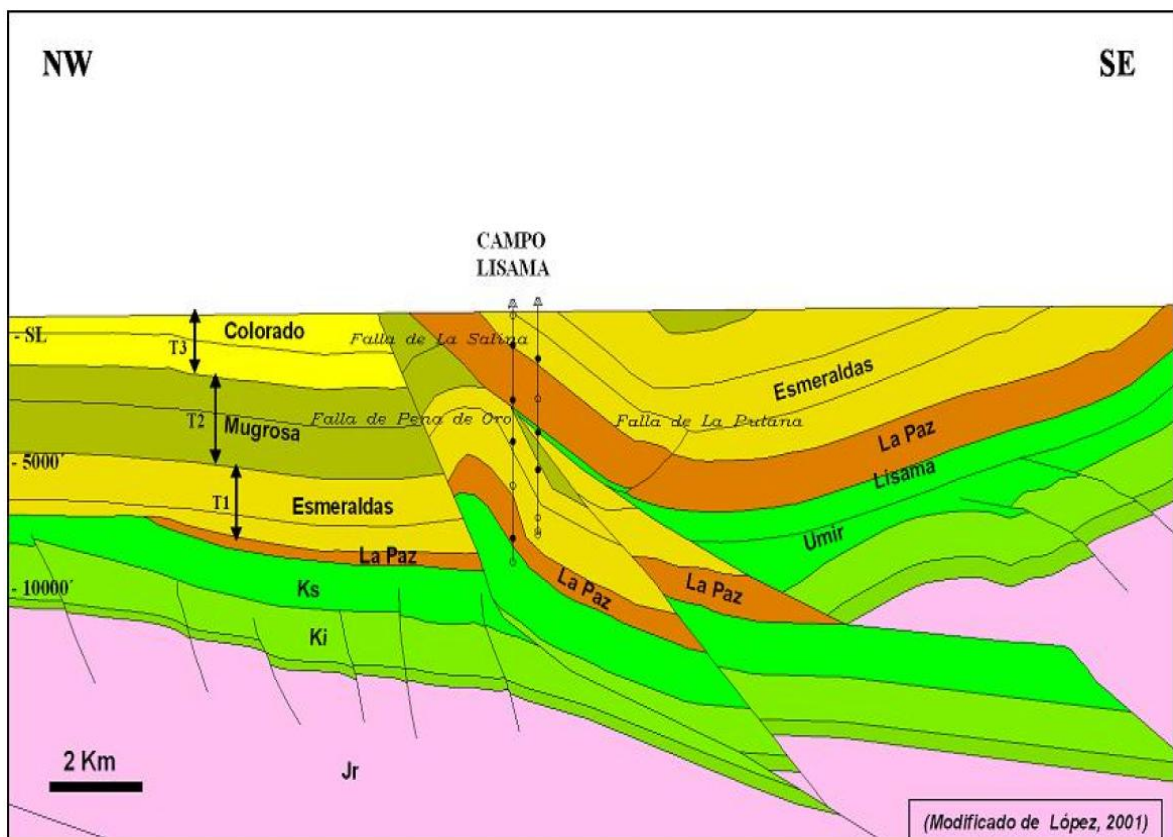 NW
SE
CAMPO
LISAMA
- SL
Colorado
T3
Falla de La Salina
Esmeraldas
T2
Mugrosa
Falla de Pena de Oro
Falla de La Putana
La Paz
Lisama
- 5000´
T1
Esmeraldas
Umir
La Paz
La Paz
La Paz
- 10000´
Ks
Ki
2 Km
Jr
(Modificado de López, 2001)